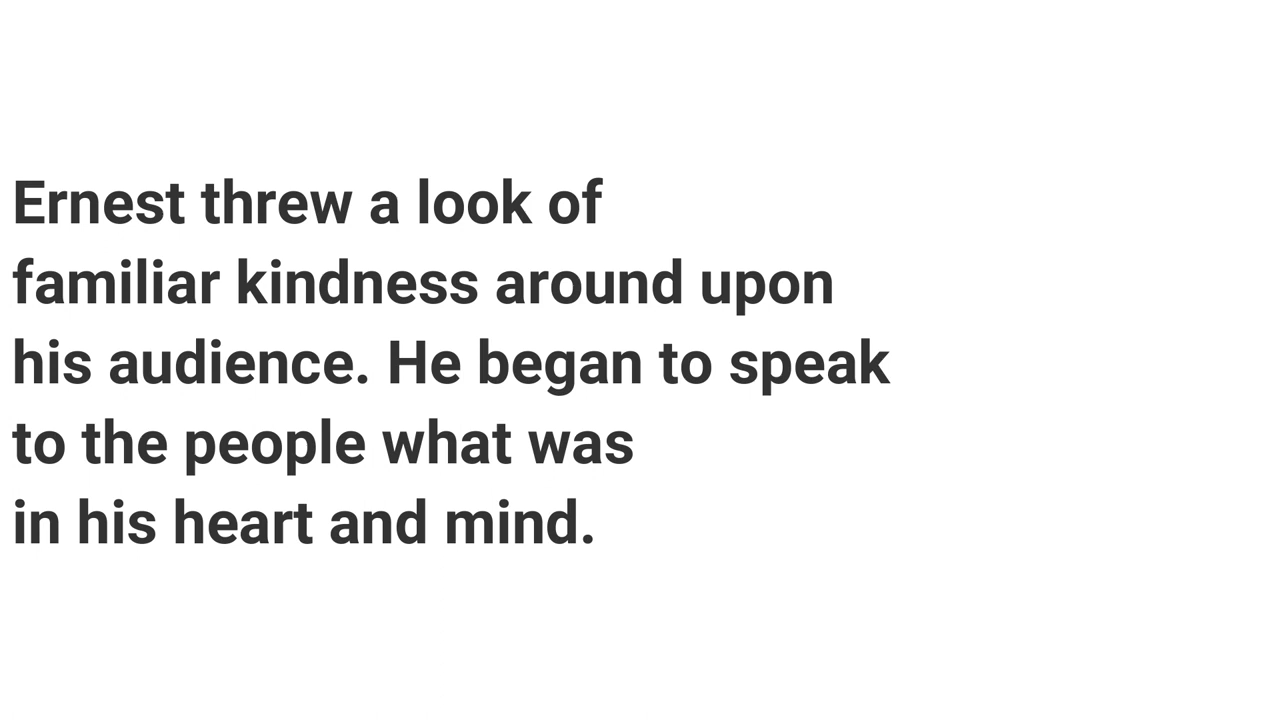 Ernest threw a look of
familiar kindness around upon
his audience. He began to speak
to the people what was
in his heart and mind.